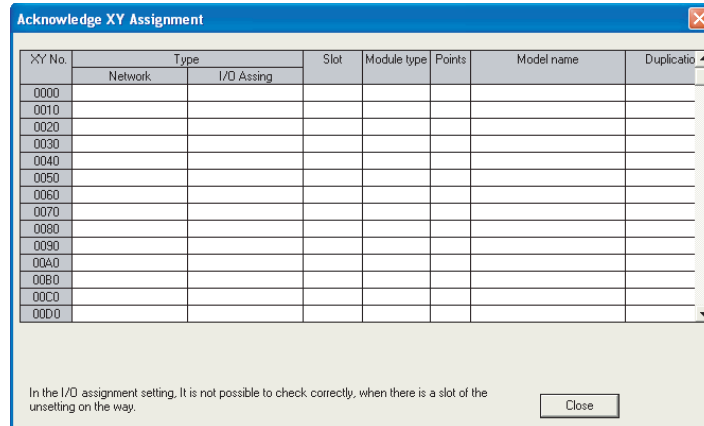 Acknowledge XY Assignment
XY No. Type Slot Module type Points Model name Duplicatio
Network I/O Assing
0000
0010
0020
0030
0040
0050
0060
0070
0080
0090
00A0
00B0
00C0
00D0
In the I/O assignment setting, It is not possible to check correctly, when there is a slot of the
unsetting on the way.
Close